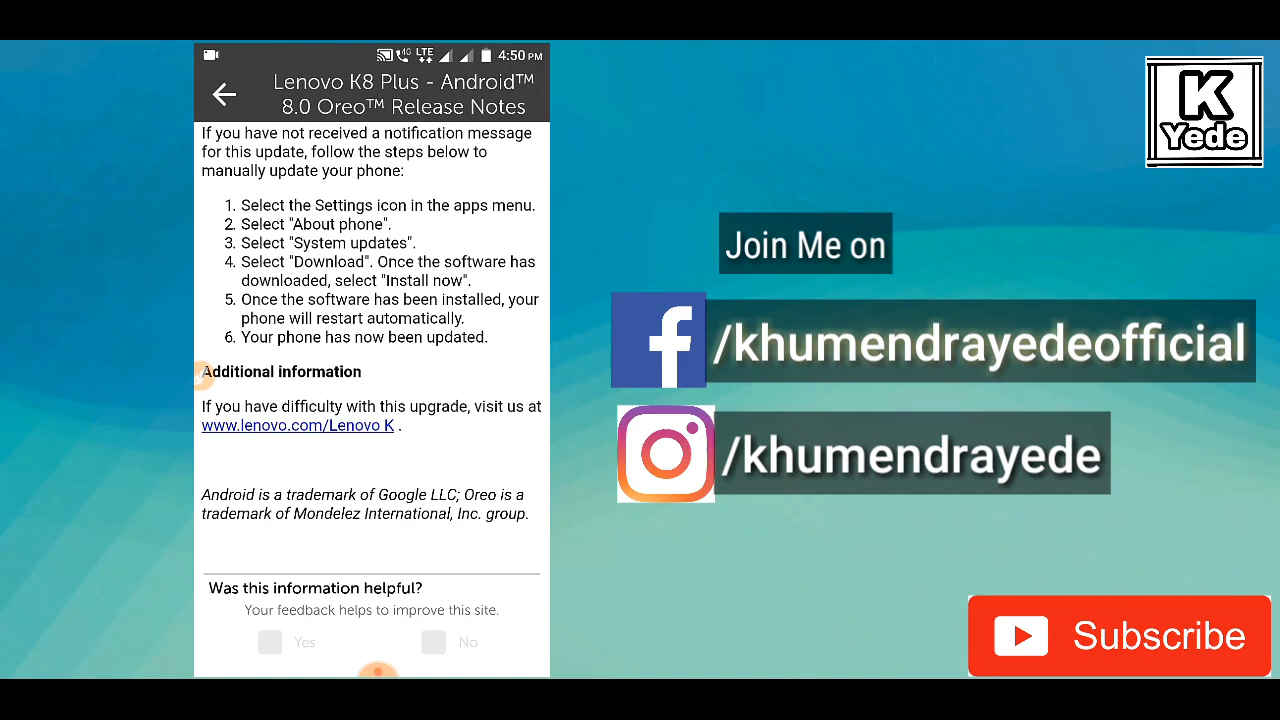 4G LTE 4:50 PM
Lenovo K8 Plus - Android™
8.0 Oreo™ Release Notes
If you have not received a notification message
for this update, follow the steps below to
manually update your phone:
1. Select the Settings icon in the apps menu.
2. Select "About phone".
3. Select "System updates".
4. Select "Download". Once the software has
downloaded, select "Install now".
5. Once the software has been installed, your
phone will restart automatically.
6. Your phone has now been updated.
Additional information
If you have difficulty with this upgrade, visit us at
www.lenovo.com/Lenovo K .
Android is a trademark of Google LLC; Oreo is a
trademark of Mondelez International, Inc. group.
Was this information helpful?
Your feedback helps to improve this site.
Yes No
K
Yede
Join Me on
f /khumendrayedeofficial
/khumendrayede
Subscribe